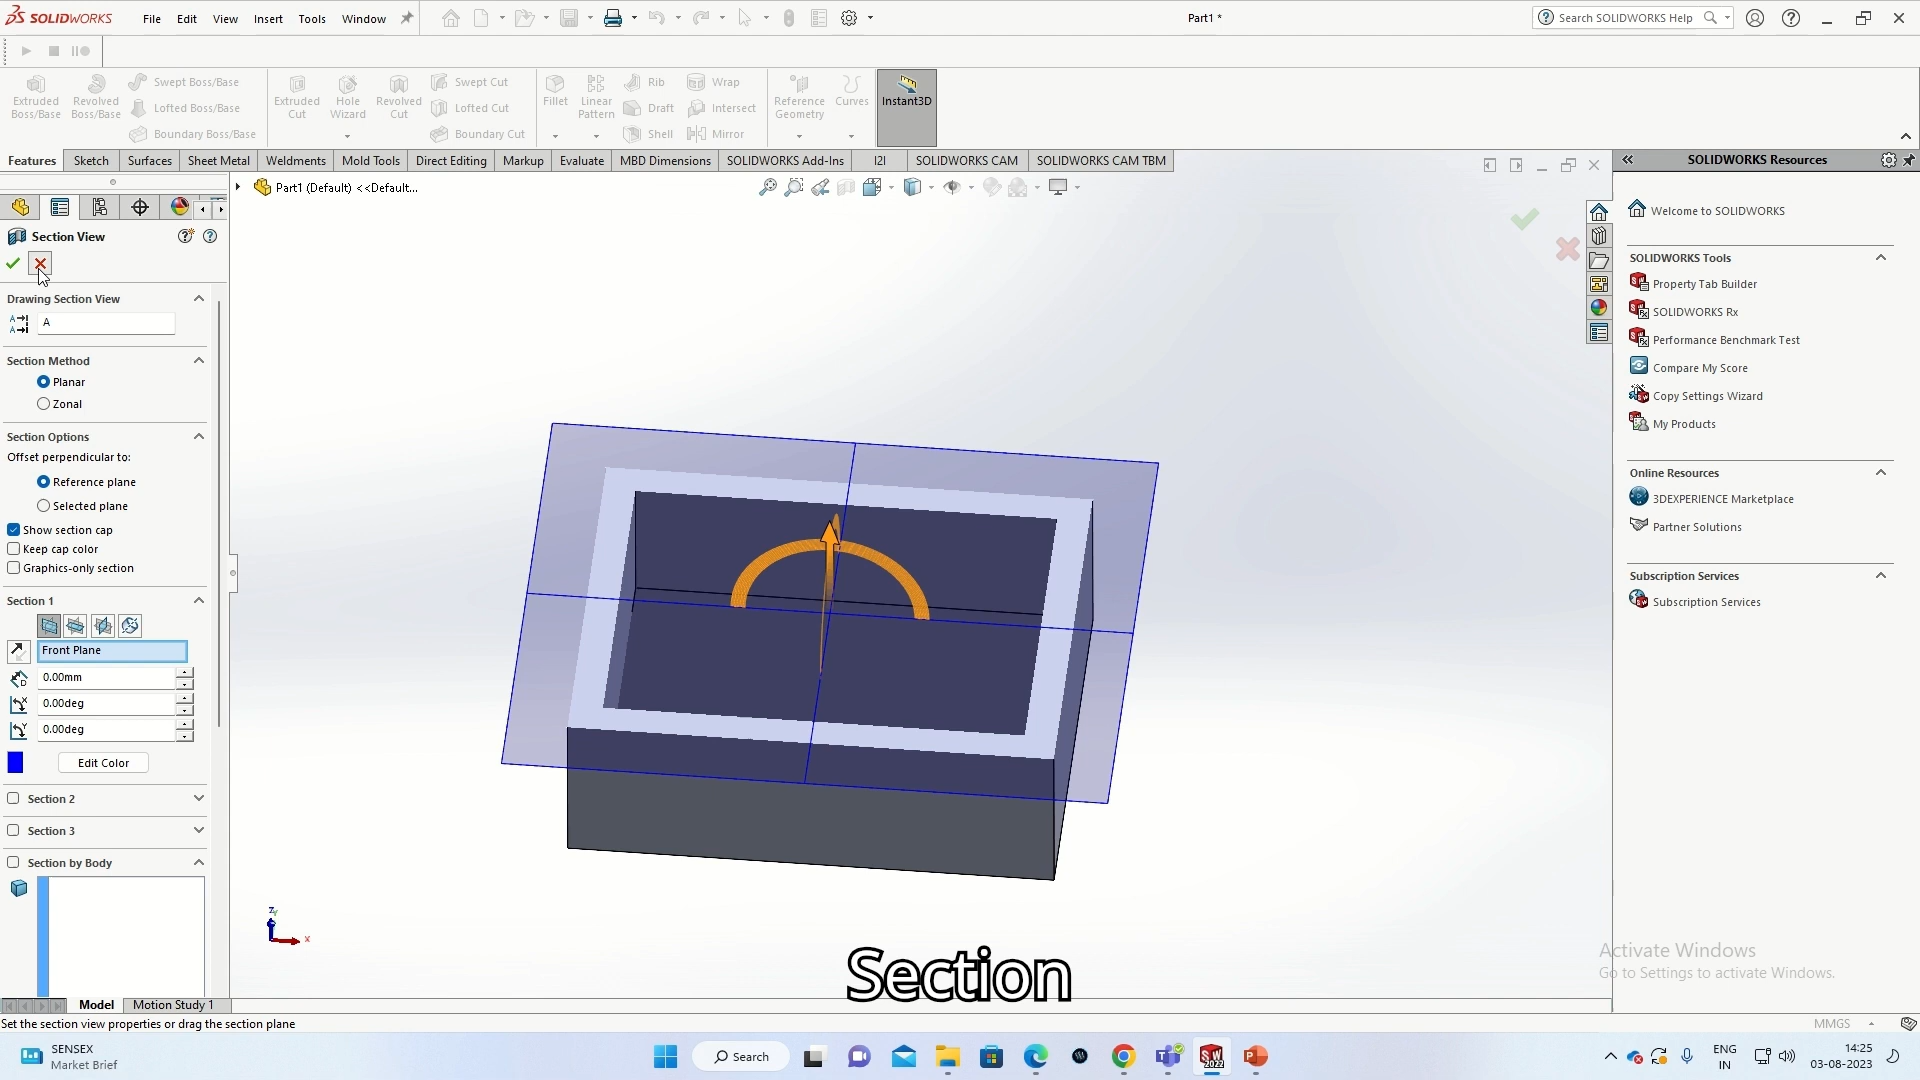 SOLIDWORKS File Edit View Insert Tools Window Part1 * Search SOLIDWORKS Help
Extruded Boss/Base
Revolved Boss/Base
Swept Boss/Base
Lofted Boss/Base
Boundary Boss/Base
Extruded Cut
Hole Wizard
Revolved Cut
Swept Cut
Lofted Cut
Boundary Cut
Fillet
Linear Pattern
Rib
Draft
Shell
Wrap
Intersect
Mirror
Reference Geometry
Curves
Instant3D
Features Sketch Surfaces Sheet Metal Weldments Mold Tools Direct Editing Markup Evaluate MBD Dimensions SOLIDWORKS Add-Ins I2I SOLIDWORKS CAM SOLIDWORKS CAM TBM
Part1 (Default) <<Default...
Section View
Drawing Section View
A
Section Method
Planar
Zonal
Section Options
Offset perpendicular to:
Reference plane
Selected plane
Show section cap
Keep cap color
Graphics-only section
Section 1
Front Plane
0.00mm
0.00deg
0.00deg
Edit Color
Section 2
Section 3
Section by Body
Z
X
Section
SOLIDWORKS Resources
Welcome to SOLIDWORKS
SOLIDWORKS Tools
Property Tab Builder
SOLIDWORKS Rx
Performance Benchmark Test
Compare My Score
Copy Settings Wizard
My Products
Online Resources
3DEXPERIENCE Marketplace
Partner Solutions
Subscription Services
Subscription Services
Activate Windows
Go to Settings to activate Windows.
Model Motion Study 1
Set the section view properties or drag the section plane
MMGS
SENSEX
Market Brief
Search
ENG
IN
14:25
03-08-2023